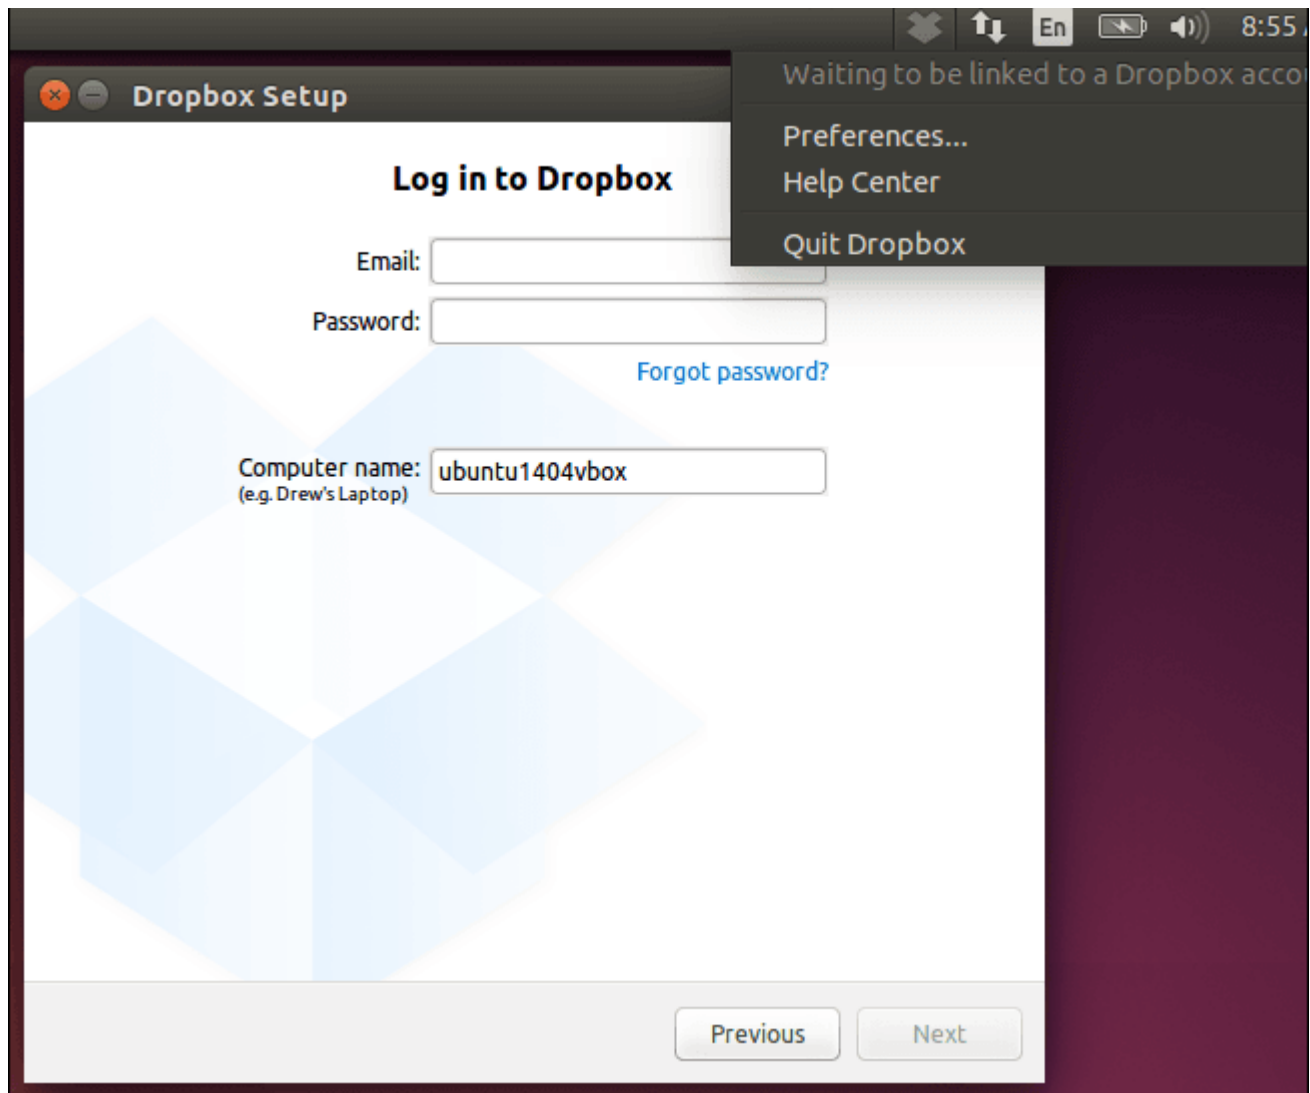 En 8:55
Waiting to be linked to a Dropbox
Preferences...
Help Center
Quit Dropbox
Dropbox Setup
Log in to Dropbox
Email:
Password:
Forgot password?
Computer name: ubuntu1404vbox
(e.g. Drew's Laptop)
Previous Next